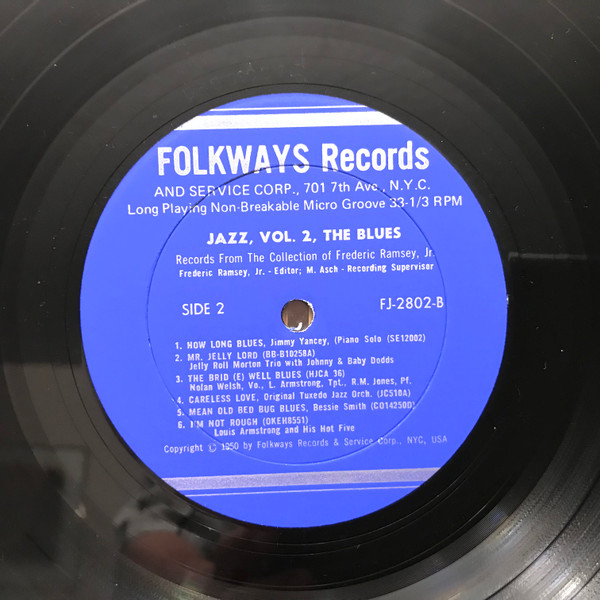 FOLKWAYS Records
AND SERVICE CORP., 701 7th Ave., N.Y.C.
Long Playing Non-Breakable Micro Groove 33-1/3 RPM
JAZZ, VOL. 2, THE BLUES
Records From The Collection of Frederic Ramsey, Jr.
Frederic Ramsey, Jr. - Editor; M. Asch - Recording Supervisor
SIDE 2 FJ-2802-B
1. HOW LONG BLUES, Jimmy Yancey, (Piano Solo (SE12002)
2. MR. JELLY LORD (BB-B10258A)
Jelly Roll Morton Trio with Johnny & Baby Dodds
3. THE BRID (E) WELL BLUES (HJCA 36)
Nolan Welsh, Vo., L. Armstrong, Tpt., R.M. Jones, Pf.
4. CARELESS LOVE, Original Tuxedo Jazz Orch. (JC518A)
5. MEAN OLD BED BUG BLUES, Bessie Smith (CO14250D)
6. I'M NOT ROUGH (OKEH8551)
Louis Armstrong and His Hot Five
Copyright © 1950 by Folkways Records & Service Corp., NYC, USA